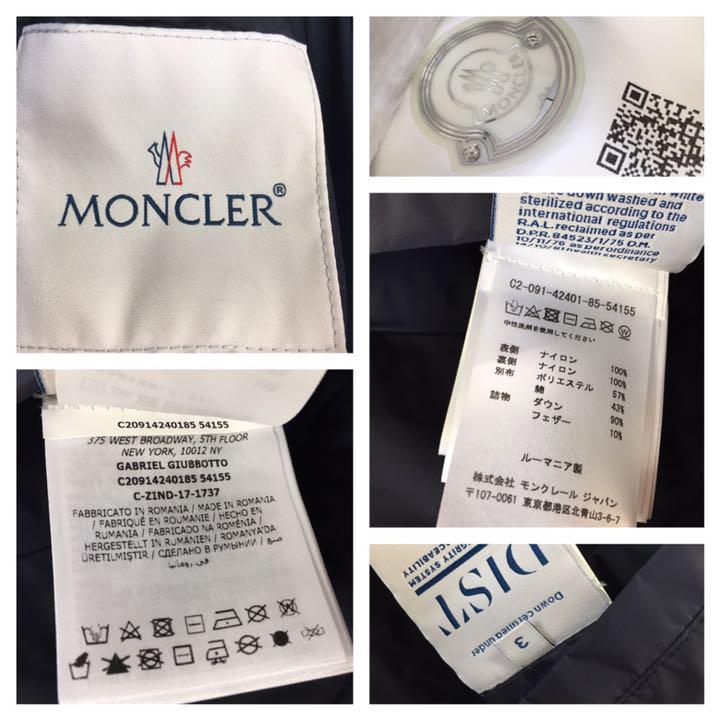 MONCLER®
MONCLER
down washed and
sterilized according to the
international regulations
R.A.L. reclaimed as per
D.P.R. 84523/1/75 D.M.
10/11/76 as per ordinance
health secretary
C2-091-42401-85-54155
中性洗剤を使用してください
表側 ナイロン 100%
裏側 ナイロン 100%
別布 ポリエステル 57%
綿 43%
詰物 ダウン 90%
フェザー 10%
ルーマニア製
株式会社 モンクレール ジャパン
〒107-0061 東京都港区北青山3-6-7
C20914240185 54155
375 WEST BROADWAY, 5TH FLOOR
NEW YORK, 10012 NY
GABRIEL GIUBBOTTO
C20914240185 54155
C-ZIND-17-1737
FABBRICATO IN ROMANIA / MADE IN ROMANIA
/ FABRIQUÉ EN ROUMANIE / HECHO EN
RUMANIA / FABRICADO NA ROMÉNIA /
HERGESTELLT IN RUMÄNIEN / ROMANYA'DA
ÜRETILMIŞTIR / СДЕЛАНО В РУМЫНИИ / صنع
في رومانيا
DIST
INTEGRITY SYSTEM
TRACEABILITY
Down certified under
3